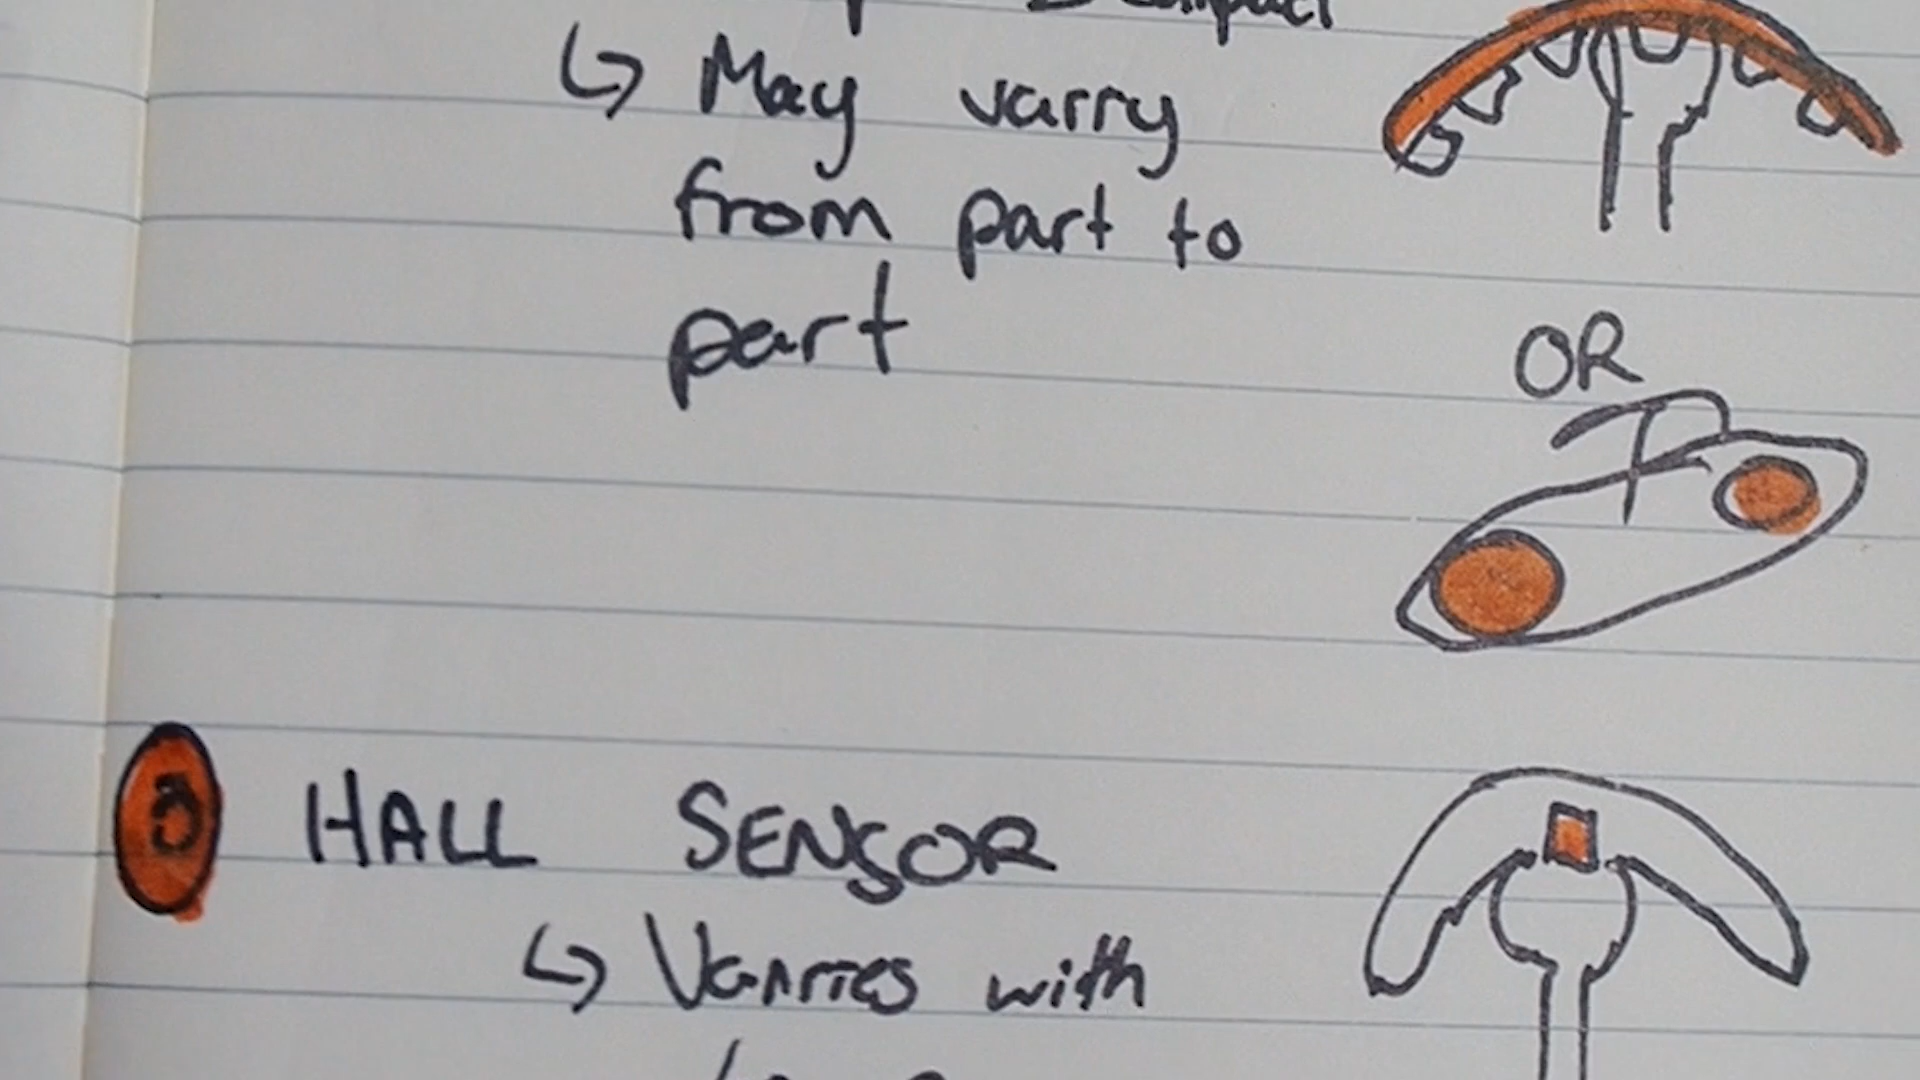 ↳ May varry
from part to
part
OR
HALL SENSOR
↳ Varries with